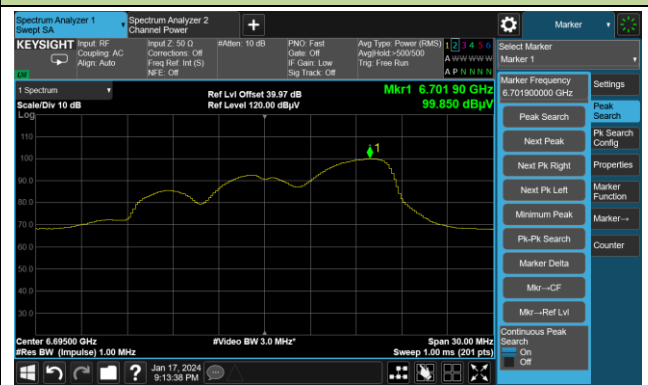 Spectrum Analyzer 1
Swept SA
Spectrum Analyzer 2
Channel Power
+
Marker
KEYSIGHT
Input: RF
Coupling: AC
Align: Auto
Input Z: 50 Ω
Corrections: Off
Freq Ref: Int (S)
NFE: Off
#Atten: 10 dB
PNO: Fast
Gate: Off
IF Gain: Low
Sig Track: Off
Avg Type: Power (RMS)
Avg|Hold:>500/500
Trig: Free Run
1 2 3 4 5 6
A W W W W W
A P N N N N
LXI
Select Marker
Marker 1
1 Spectrum
Scale/Div 10 dB
Log
Ref Lvl Offset 39.97 dB
Ref Level 120.00 dBµV
Mkr1 6.701 90 GHz
99.850 dBµV
110
100
90.0
80.0
70.0
60.0
50.0
40.0
30.0
1
Center 6.69500 GHz
#Res BW (Impulse) 1.00 MHz
#Video BW 3.0 MHz*
Span 30.00 MHz
Sweep 1.00 ms (201 pts)
Marker Frequency
6.701900000 GHz
Peak Search
Next Peak
Next Pk Right
Next Pk Left
Minimum Peak
Pk-Pk Search
Marker Delta
Mkr→CF
Mkr→Ref Lvl
Continuous Peak
Search
On
Off
Settings
Peak
Search
Pk Search
Config
Properties
Marker
Function
Marker→
Counter
?
Jan 17, 2024
9:13:38 PM